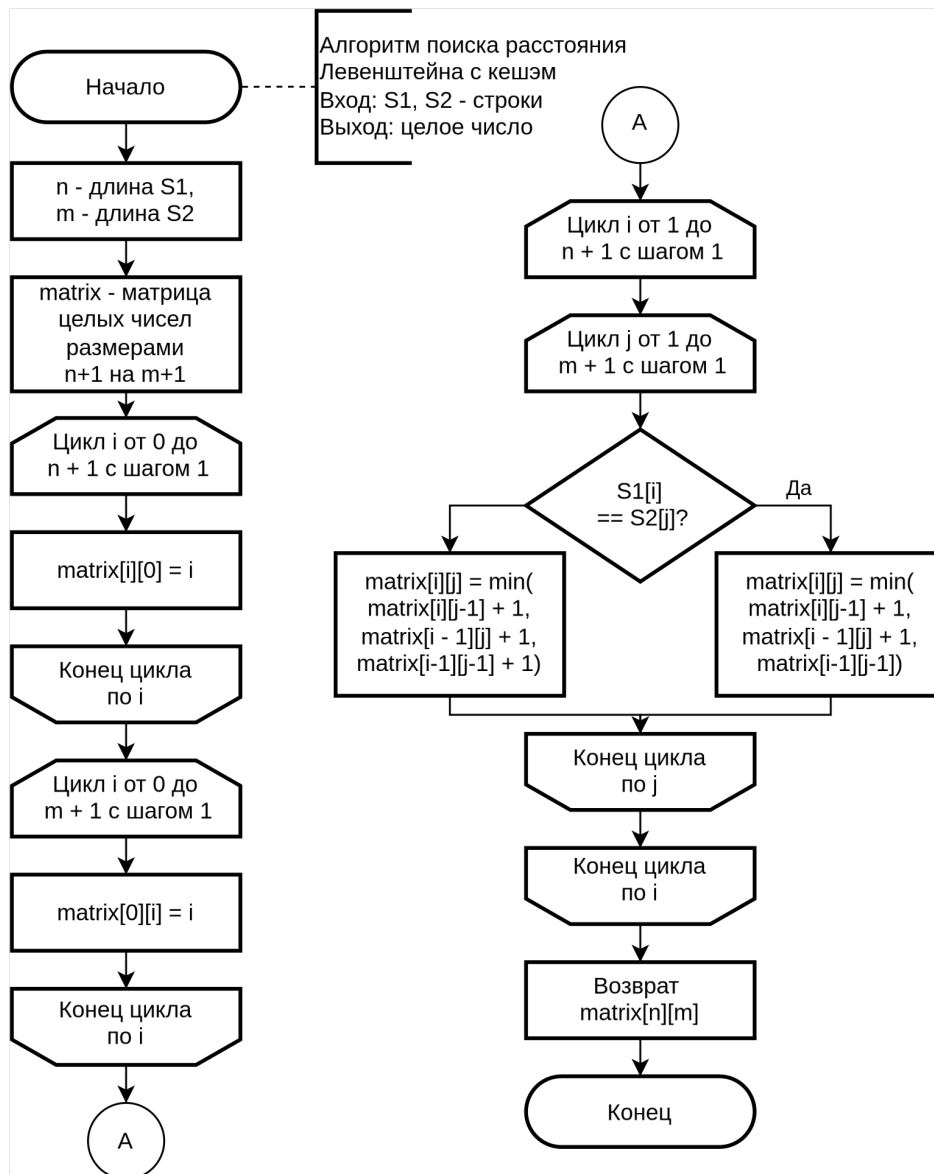 Начало
Алгоритм поиска расстояния
Левенштейна с кешэм
Вход: S1, S2 - строки
Выход: целое число
n - длина S1,
m - длина S2
matrix - матрица
целых чисел
размерами
n+1 на m+1
Цикл i от 0 до
n + 1 с шагом 1
matrix[i][0] = i
Конец цикла
по i
Цикл i от 0 до
m + 1 с шагом 1
matrix[0][i] = i
Конец цикла
по i
A
A
Цикл i от 1 до
n + 1 с шагом 1
Цикл j от 1 до
m + 1 с шагом 1
S1[i]
== S2[j]?
Да
matrix[i][j] = min(
matrix[i][j-1] + 1,
matrix[i - 1][j] + 1,
matrix[i-1][j-1] + 1)
matrix[i][j] = min(
matrix[i][j-1] + 1,
matrix[i - 1][j] + 1,
matrix[i-1][j-1])
Конец цикла
по j
Конец цикла
по i
Возврат
matrix[n][m]
Конец